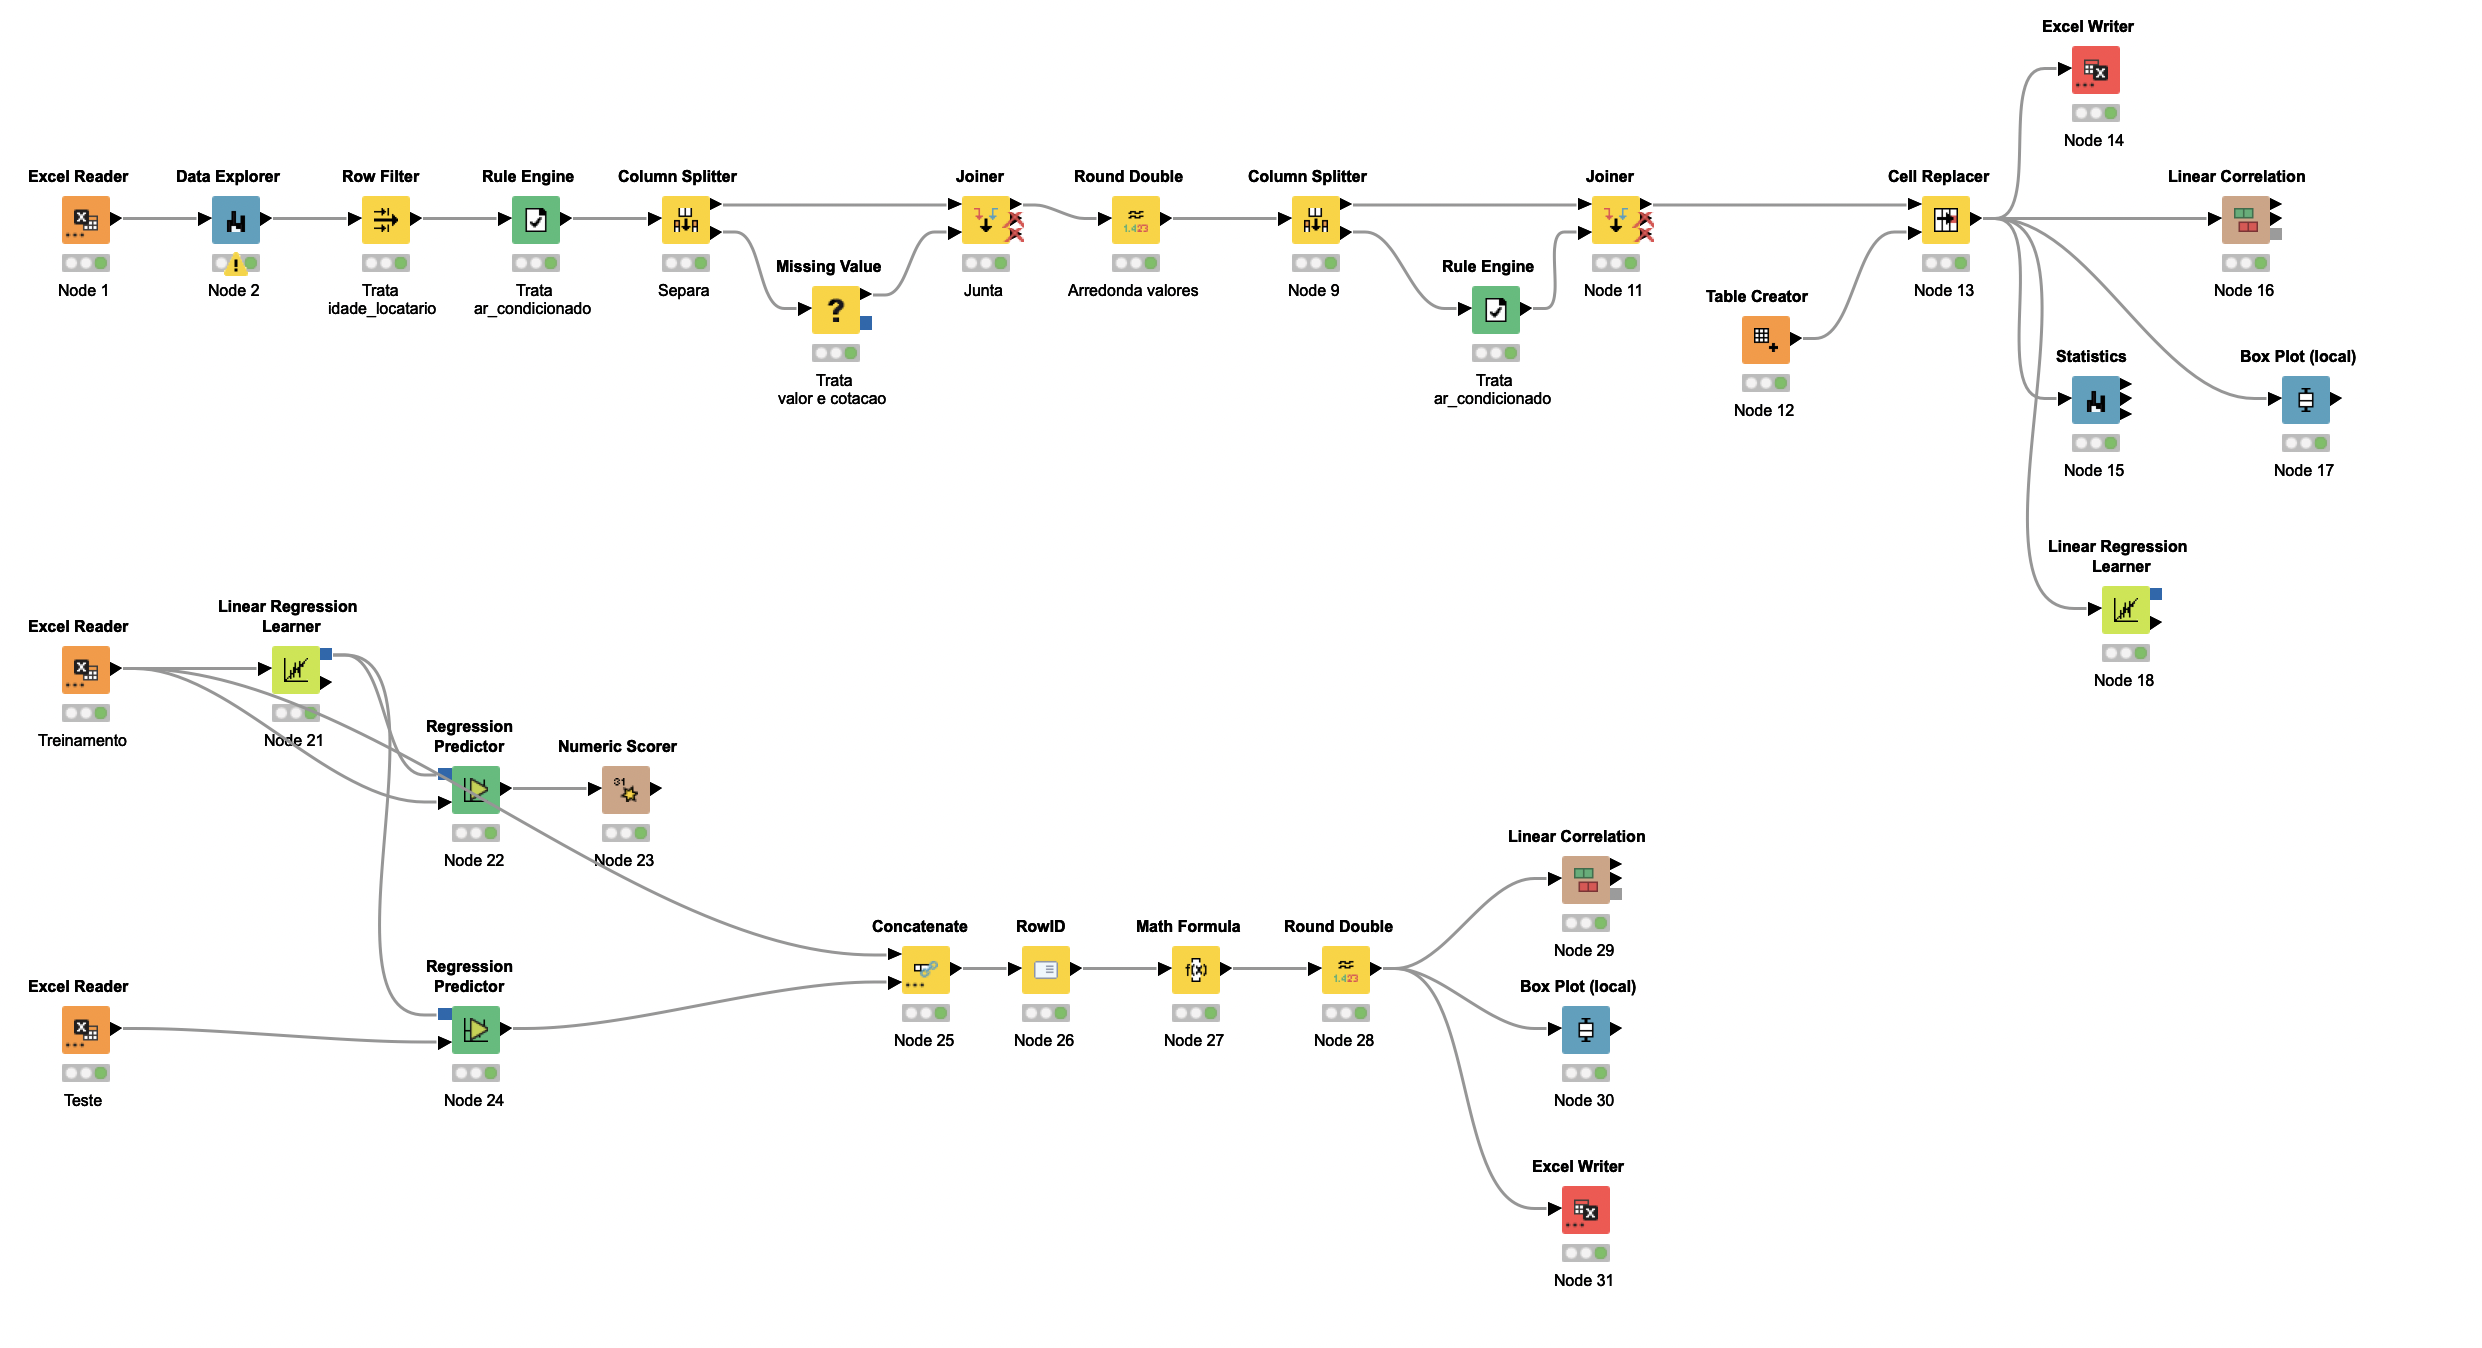 Excel Writer
Node 14
Excel Reader
Node 1
Data Explorer
Node 2
Row Filter
Trata
idade_locatario
Rule Engine
Trata
ar_condicionado
Column Splitter
Separa
Missing Value
?
Trata
valor e cotacao
Joiner
Junta
Round Double
1.423
Arredonda valores
Column Splitter
Node 9
Rule Engine
Trata
ar_condicionado
Joiner
Node 11
Table Creator
Node 12
Cell Replacer
Node 13
Linear Correlation
Node 16
Statistics
Node 15
Box Plot (local)
Node 17
Linear Regression
Learner
Node 18
Excel Reader
Treinamento
Linear Regression
Learner
Node 21
Regression
Predictor
Node 22
Numeric Scorer
31
Node 23
Excel Reader
Teste
Regression
Predictor
Node 24
Concatenate
Node 25
RowID
Node 26
Math Formula
f(x)
Node 27
Round Double
1.423
Node 28
Linear Correlation
Node 29
Box Plot (local)
Node 30
Excel Writer
Node 31